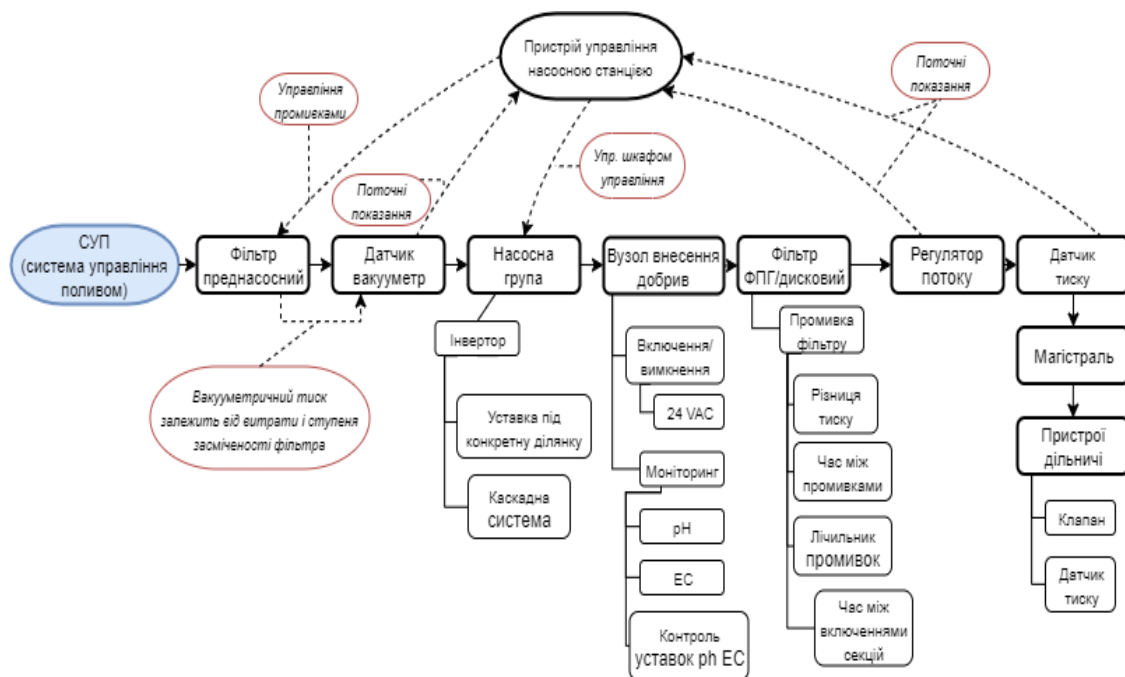 Пристрій управління
насосною станцією
Управління
промивками
Поточні
показання
Упр. шкафом
управління
Поточні
показання
СУП
(система управління
поливом)
Фільтр
преднасосний
Датчик
вакууметр
Насосна
група
Вузол внесення
добрив
Фільтр
ФПГ/дисковий
Регулятор
потоку
Датчик
тиску
Вакууметричний тиск
залежить від витрати і ступеня
засміченості фільтра
Інвертор
Уставка під
конкретну ділянку
Каскадна
система
Включення/
вимкнення
24 VAC
Моніторинг
pH
EC
Контроль
уставок ph EC
Промивка
фільтру
Різниця
тиску
Час між
промивками
Лічильник
промивок
Час між
включеннями
секцій
Магістраль
Пристрої
дільничі
Клапан
Датчик
тиску